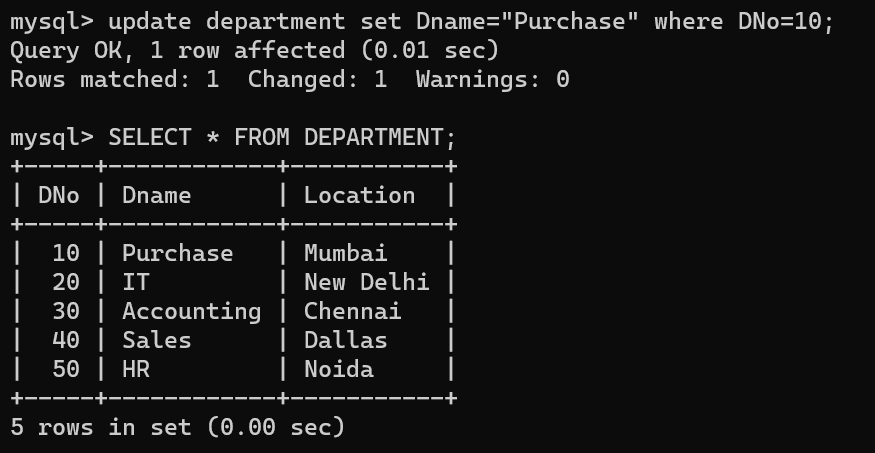 mysql> update department set Dname="Purchase" where DNo=10;
Query OK, 1 row affected (0.01 sec)
Rows matched: 1  Changed: 1  Warnings: 0

mysql> SELECT * FROM DEPARTMENT;
+-----+------------+-----------+
| DNo | Dname      | Location  |
+-----+------------+-----------+
|  10 | Purchase   | Mumbai    |
|  20 | IT         | New Delhi |
|  30 | Accounting | Chennai   |
|  40 | Sales      | Dallas    |
|  50 | HR         | Noida     |
+-----+------------+-----------+
5 rows in set (0.00 sec)